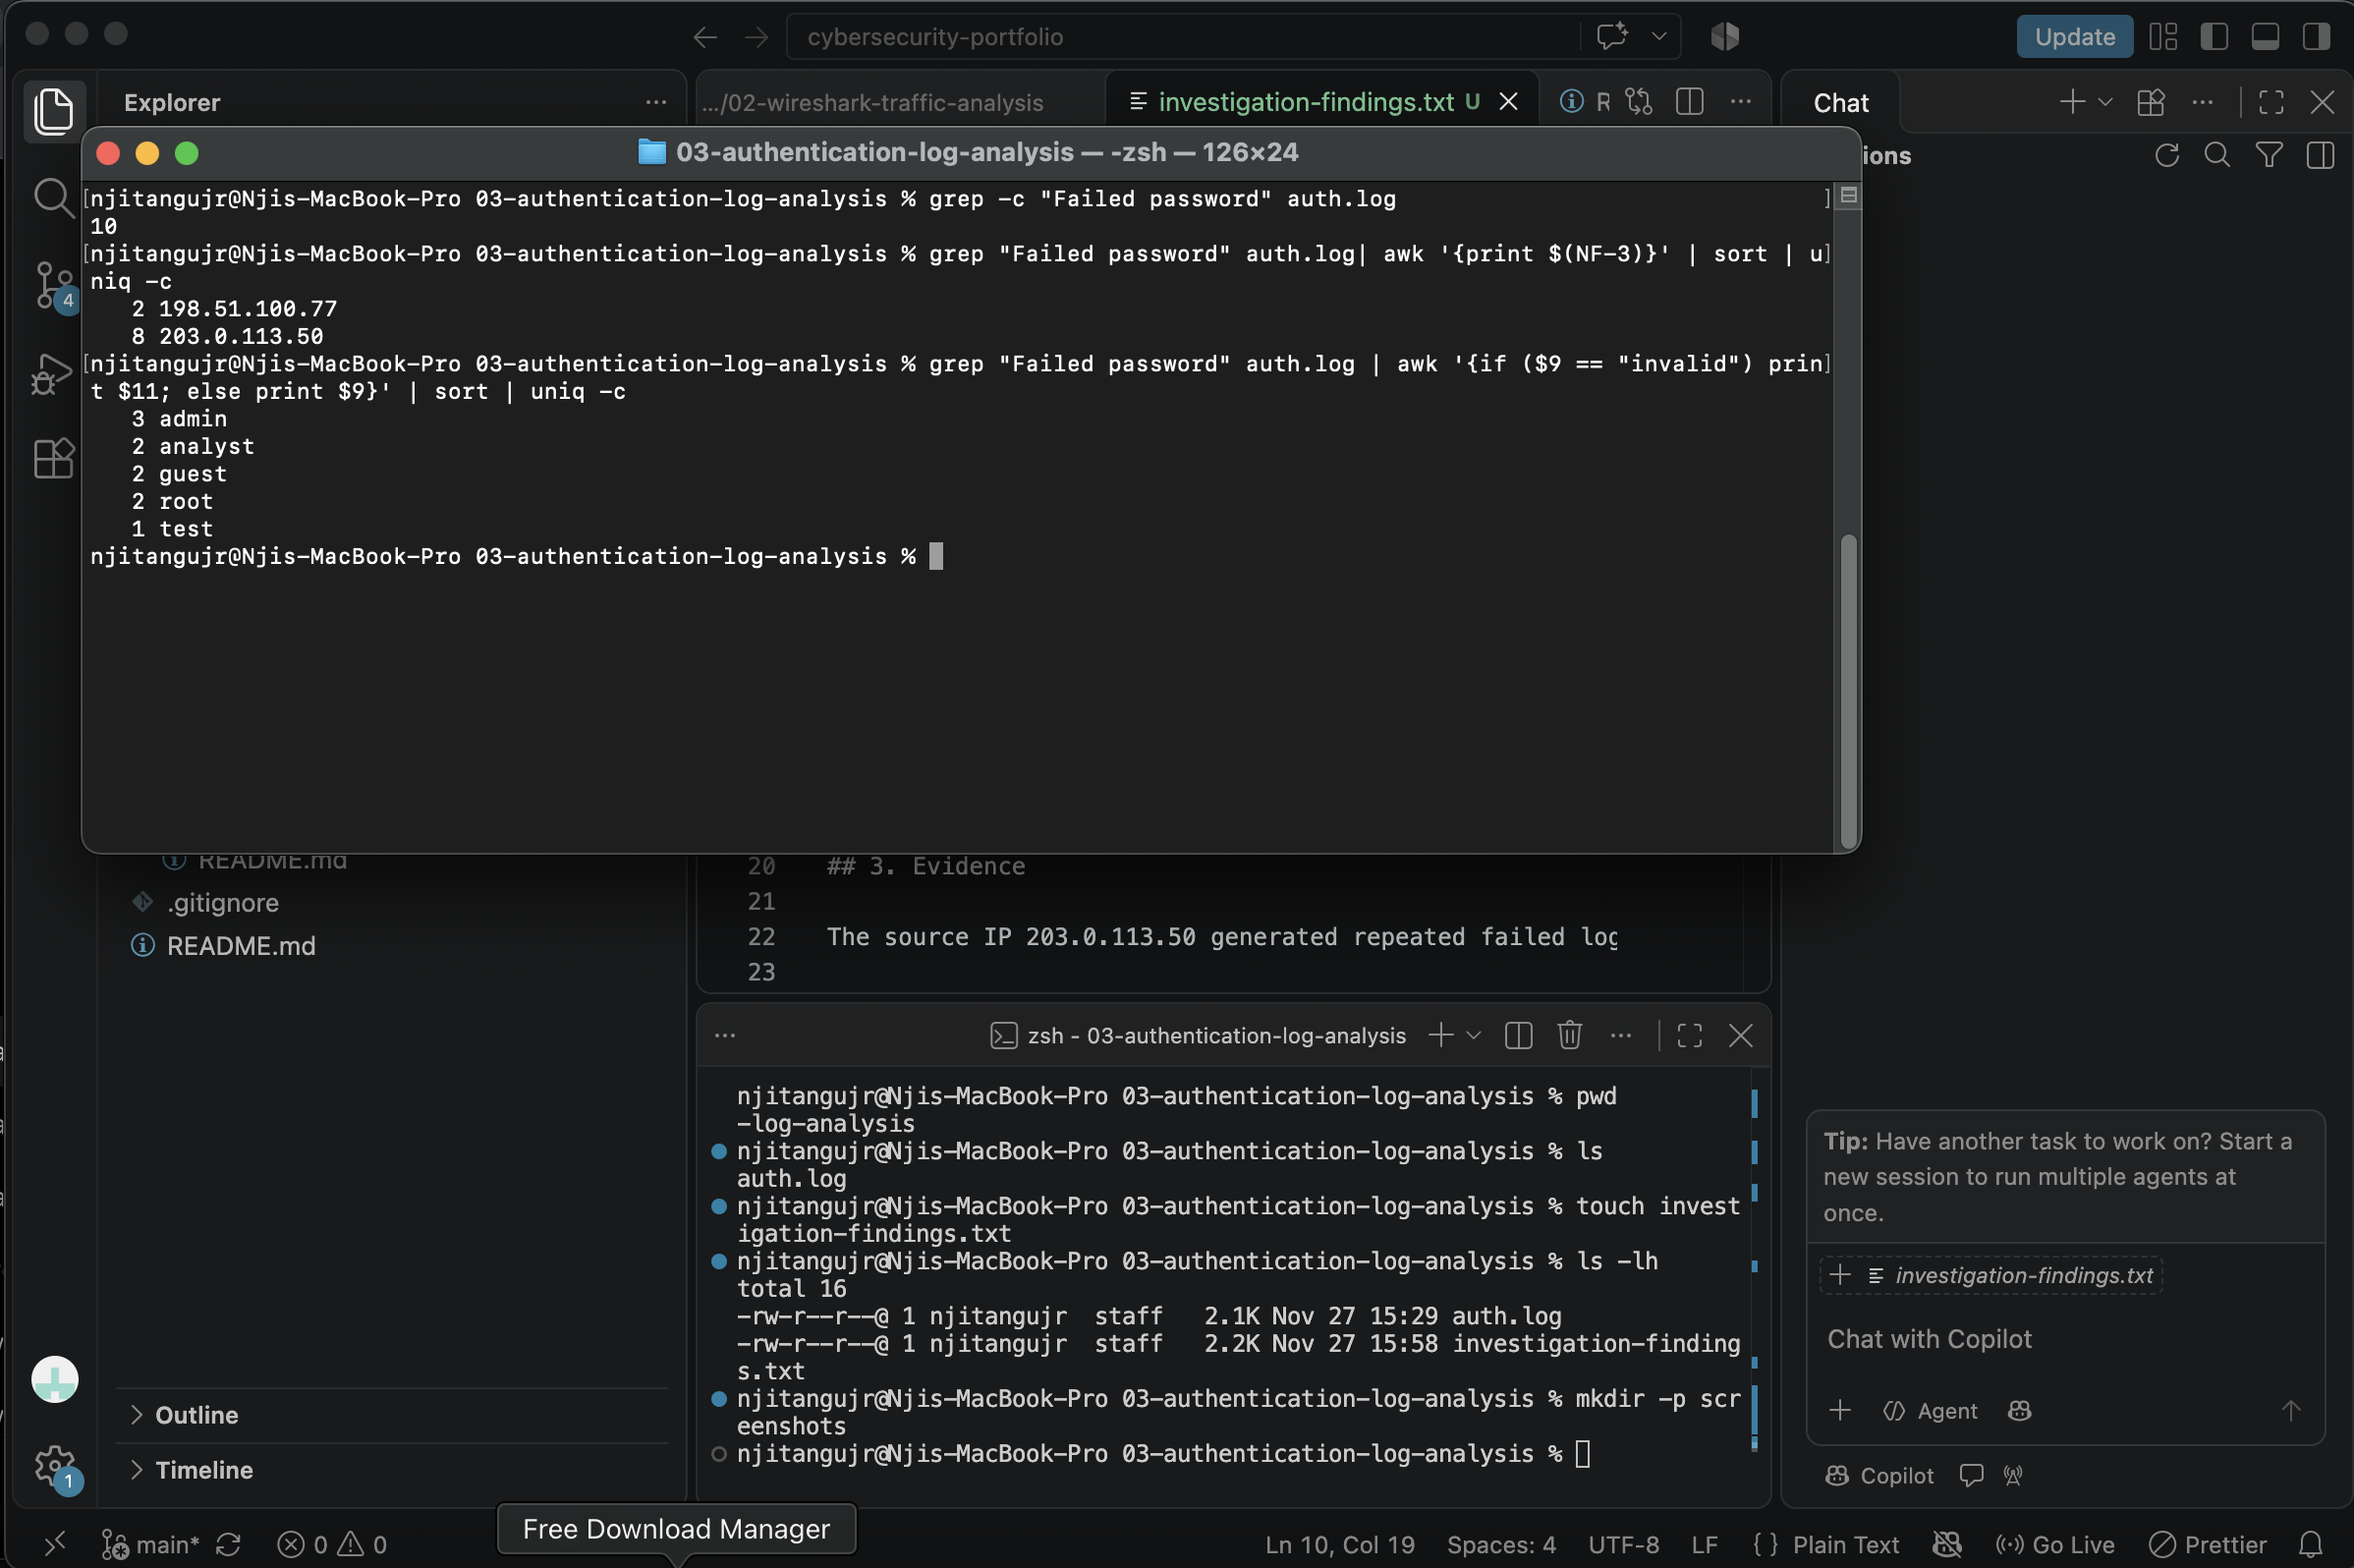 cybersecurity-portfolio
Update
Explorer
.../02-wireshark-traffic-analysis
investigation-findings.txt U
R
Chat
03-authentication-log-analysis — -zsh — 126×24
ions
[njitangujr@Njis-MacBook-Pro 03-authentication-log-analysis % grep -c "Failed password" auth.log ]
10
[njitangujr@Njis-MacBook-Pro 03-authentication-log-analysis % grep "Failed password" auth.log| awk '{print $(NF-3)}' | sort | u]
niq -c
2 198.51.100.77
8 203.0.113.50
[njitangujr@Njis-MacBook-Pro 03-authentication-log-analysis % grep "Failed password" auth.log | awk '{if ($9 == "invalid") prin]
t $11; else print $9}' | sort | uniq -c
3 admin
2 analyst
2 guest
2 root
1 test
njitangujr@Njis-MacBook-Pro 03-authentication-log-analysis %
4
README.md
.gitignore
README.md
20 ## 3. Evidence
21
22 The source IP 203.0.113.50 generated repeated failed log
23
zsh - 03-authentication-log-analysis
njitangujr@Njis-MacBook-Pro 03-authentication-log-analysis % pwd
-log-analysis
njitangujr@Njis-MacBook-Pro 03-authentication-log-analysis % ls
auth.log
njitangujr@Njis-MacBook-Pro 03-authentication-log-analysis % touch invest
igation-findings.txt
njitangujr@Njis-MacBook-Pro 03-authentication-log-analysis % ls -lh
total 16
-rw-r--r--@ 1 njitangujr  staff   2.1K Nov 27 15:29 auth.log
-rw-r--r--@ 1 njitangujr  staff   2.2K Nov 27 15:58 investigation-finding
s.txt
njitangujr@Njis-MacBook-Pro 03-authentication-log-analysis % mkdir -p scr
eenshots
njitangujr@Njis-MacBook-Pro 03-authentication-log-analysis %
Tip: Have another task to work on? Start a
new session to run multiple agents at
once.
investigation-findings.txt
Chat with Copilot
Agent
Copilot
Outline
Timeline
1
Free Download Manager
main*
0
0
Ln 10, Col 19
Spaces: 4
UTF-8
LF
{ } Plain Text
Go Live
Prettier